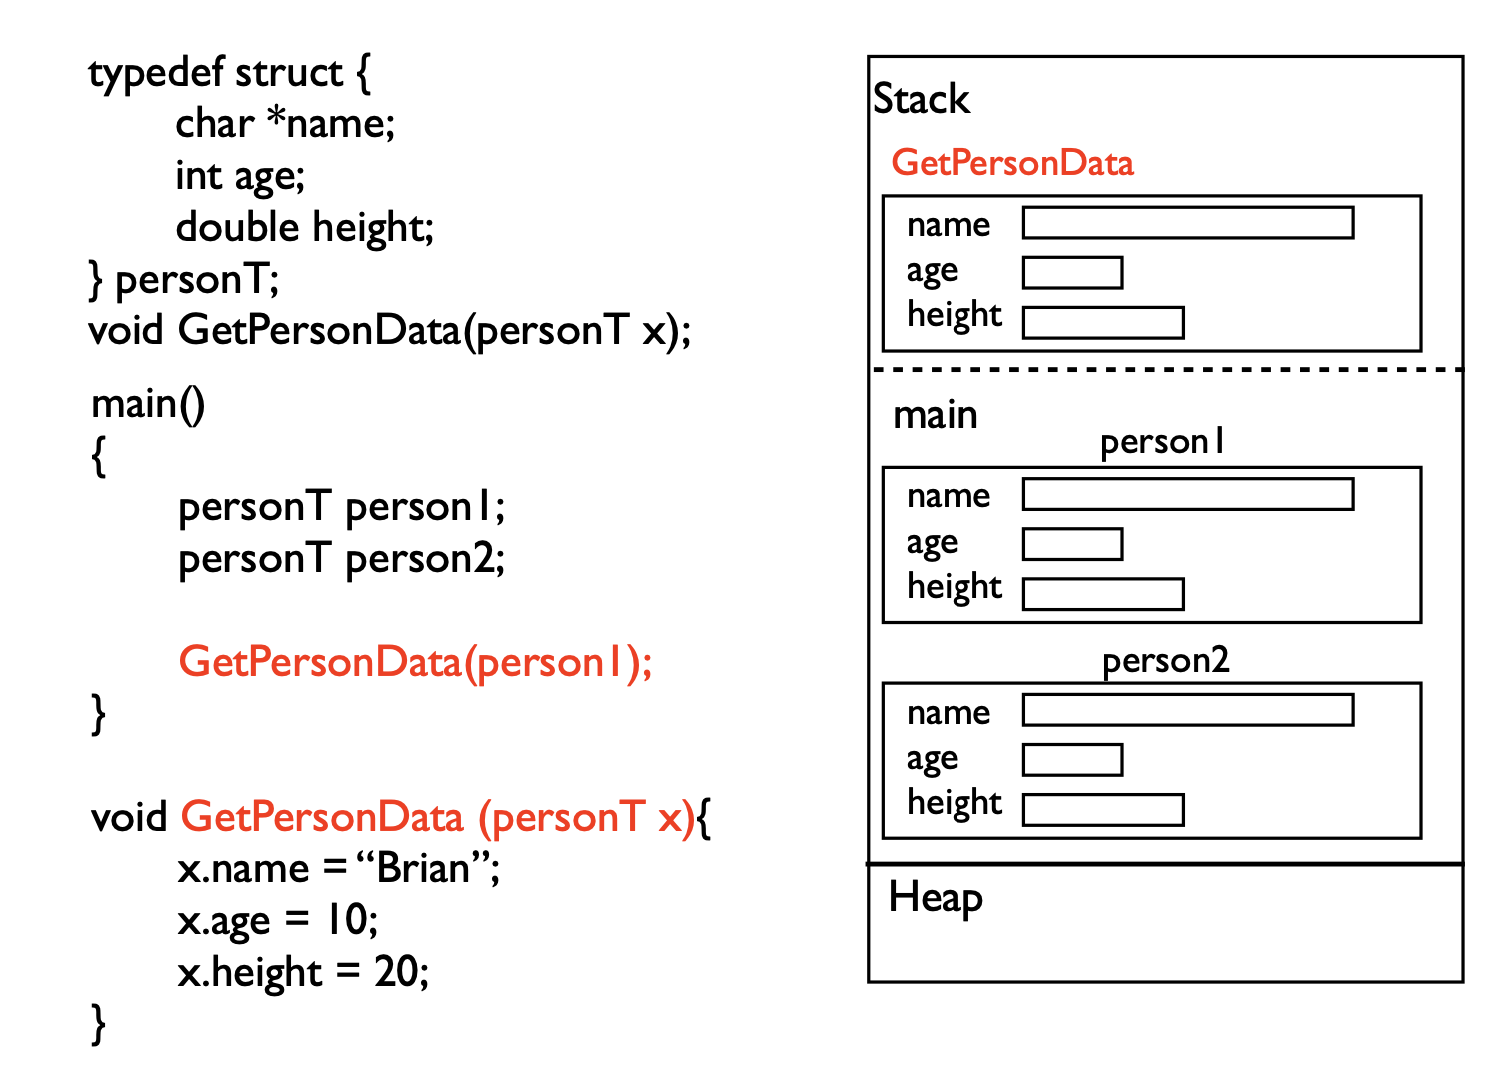 typedef struct {
char *name;
int age;
double height;
} personT;
void GetPersonData(personT x);
main()
{
personT person1;
personT person2;
GetPersonData(person1);
}
void GetPersonData (personT x){
x.name = “Brian”;
x.age = 10;
x.height = 20;
}
Stack
GetPersonData
name
age
height
main
person1
name
age
height
person2
name
age
height
Heap